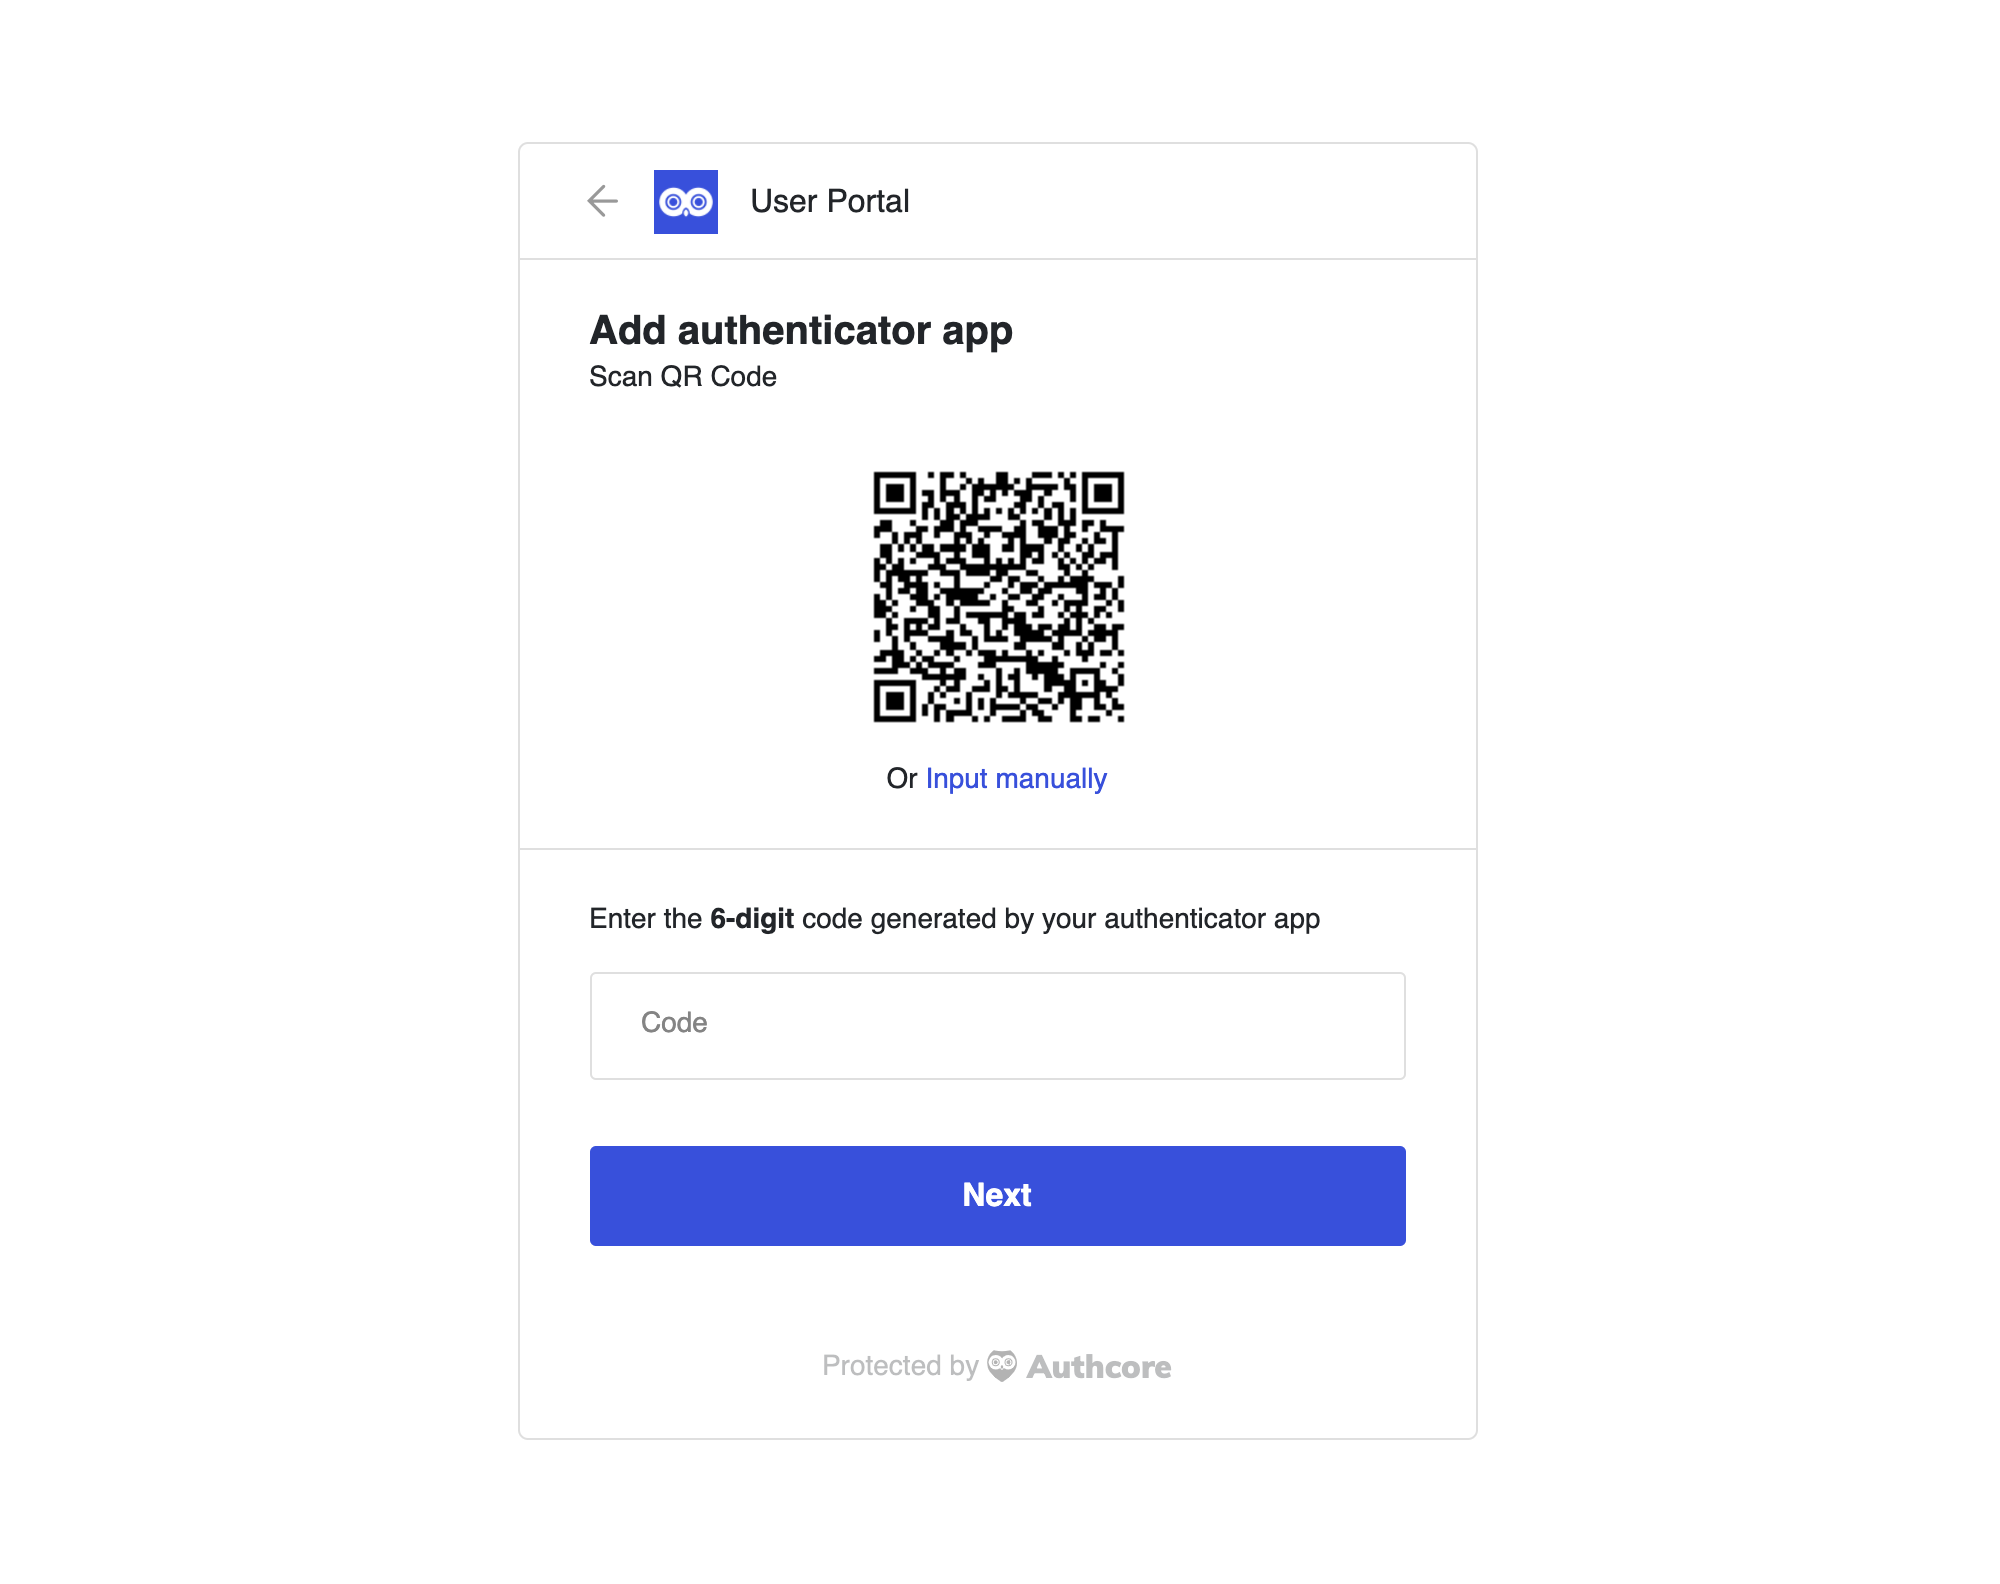 User Portal
Add authenticator app
Scan QR Code
Or Input manually
Enter the 6-digit code generated by your authenticator app
Code
Next
Protected by Authcore